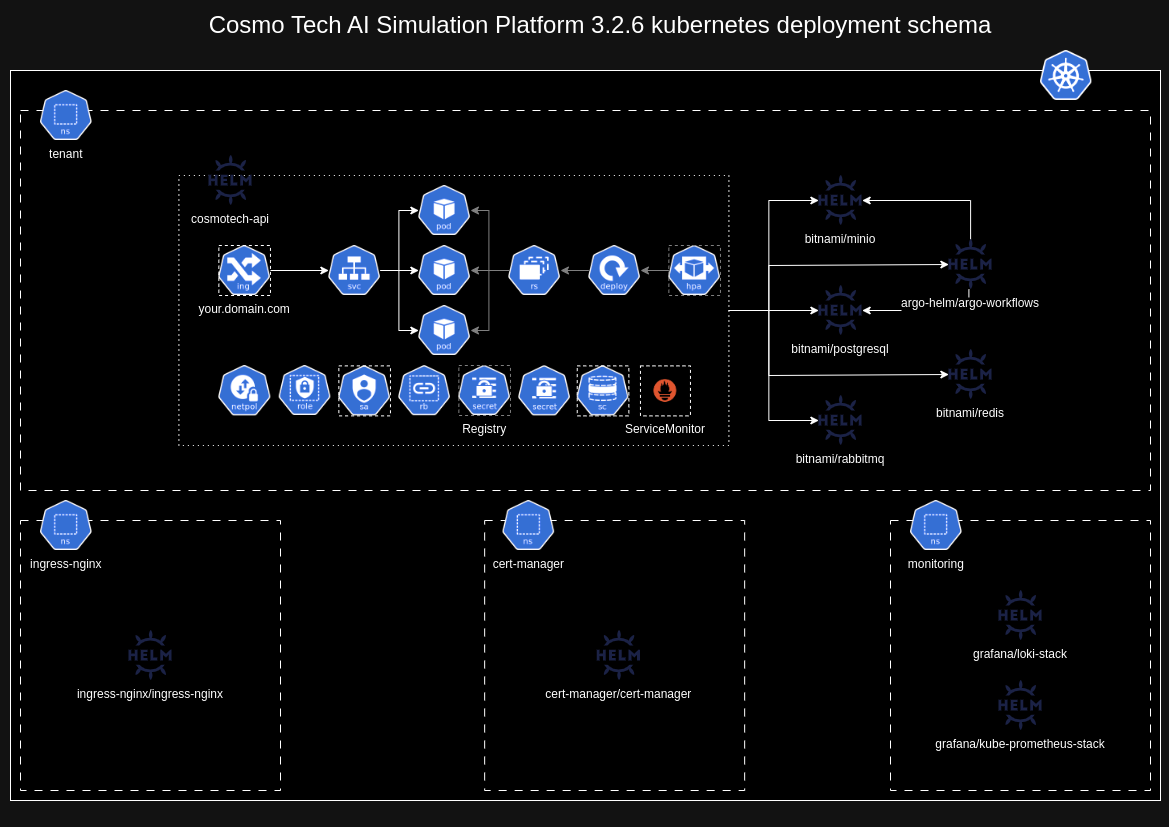 Cosmo Tech AI Simulation Platform 3.2.6 kubernetes deployment schema
ns
tenant
HELM
cosmotech-api
ing
your.domain.com
svc
pod
pod
pod
rs
deploy
hpa
netpol
role
sa
rb
secret
Registry
secret
sc
ServiceMonitor
HELM
bitnami/minio
HELM
argo-helm/argo-workflows
HELM
bitnami/postgresql
HELM
bitnami/redis
HELM
bitnami/rabbitmq
ns
ingress-nginx
HELM
ingress-nginx/ingress-nginx
ns
cert-manager
HELM
cert-manager/cert-manager
ns
monitoring
HELM
grafana/loki-stack
HELM
grafana/kube-prometheus-stack